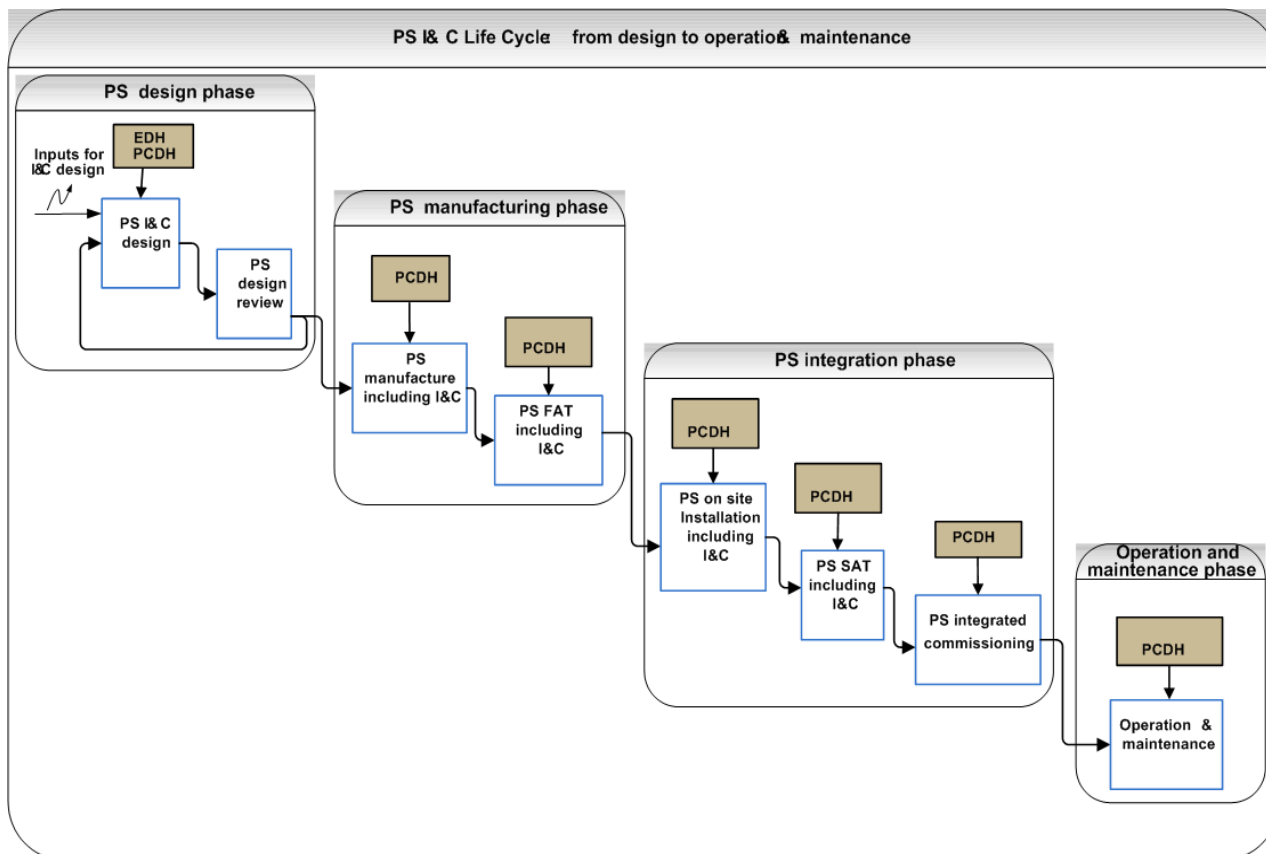 PS I& C Life Cycle: from design to operation& maintenance
PS design phase
EDH
PCDH
Inputs for
I&C design
PS I& C
design
PS
design
review
PS manufacturing phase
PCDH
PS
manufacture
including I&C
PCDH
PS FAT
including
I&C
PS integration phase
PCDH
PS on site
Installation
including
I&C
PCDH
PS SAT
including
I&C
PCDH
PS integrated
commissioning
Operation and
maintenance phase
PCDH
Operation &
maintenance